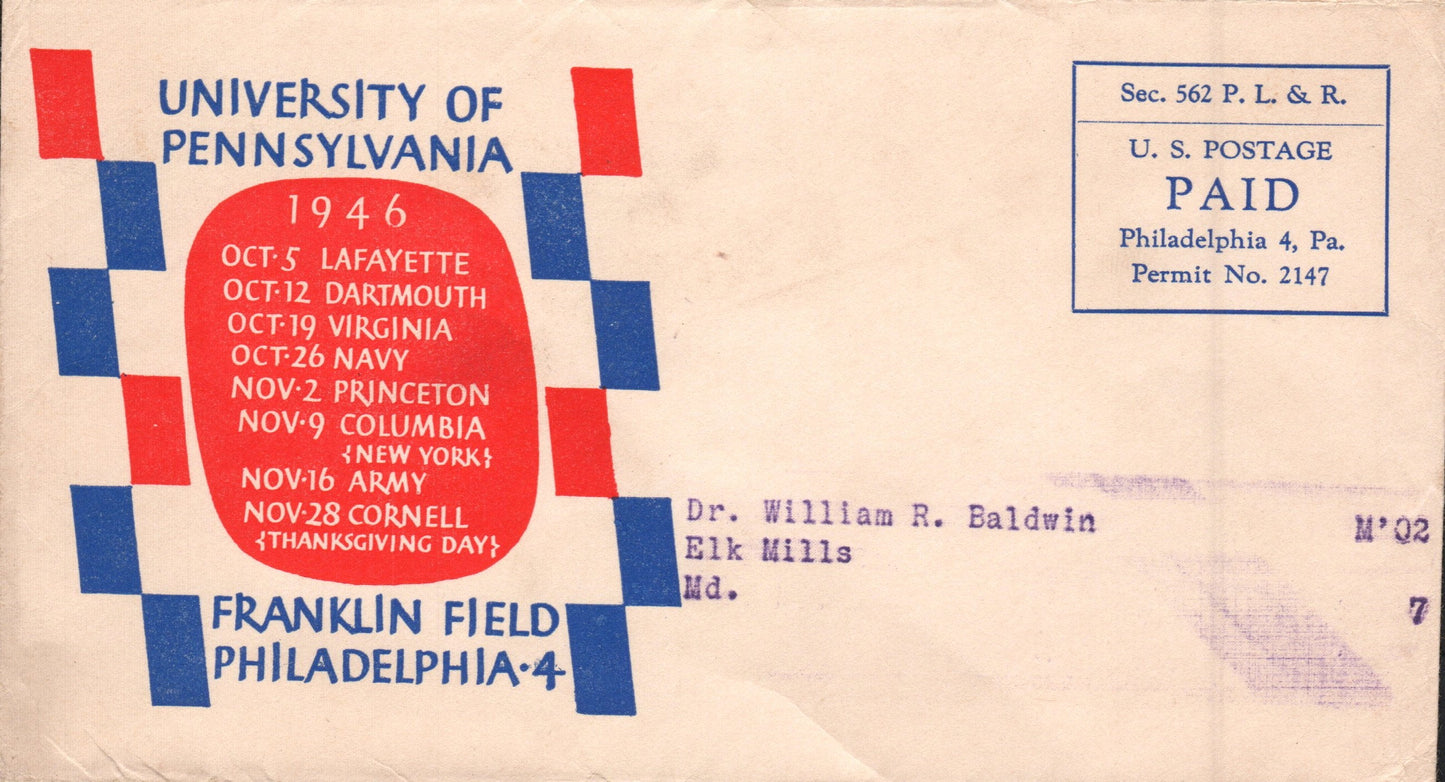 UNIVERSITY OF
PENNSYLVANIA
1946
OCT·5 LAFAYETTE
OCT·12 DARTMOUTH
OCT·19 VIRGINIA
OCT·26 NAVY
NOV·2 PRINCETON
NOV·9 COLUMBIA
{NEW YORK}
NOV·16 ARMY
NOV·28 CORNELL
{THANKSGIVING DAY}
FRANKLIN FIELD
PHILADELPHIA·4
Sec. 562 P. L. & R.
U. S. POSTAGE
PAID
Philadelphia 4, Pa.
Permit No. 2147
Dr. William R. Baldwin M'02
Elk Mills
Md.
7